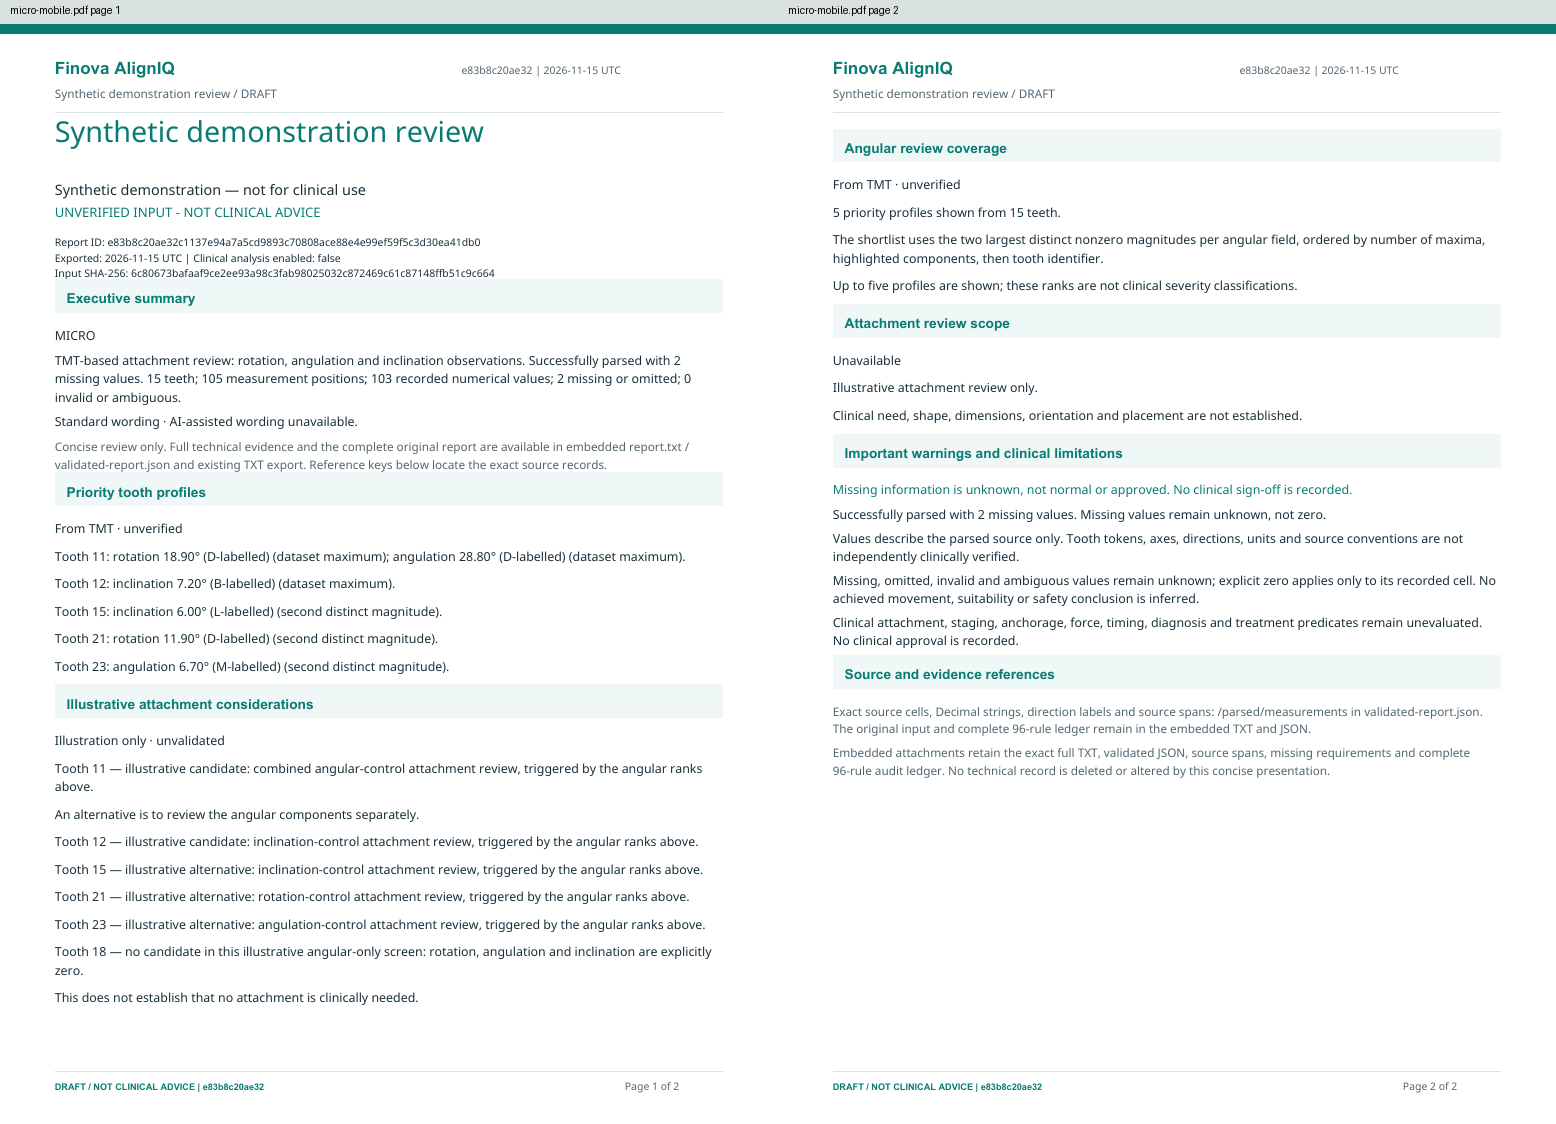 micro-mobile.pdf page 1
Finova AlignIQ
e83b8c20ae32 | 2026-11-15 UTC
Synthetic demonstration review / DRAFT
Synthetic demonstration review
Synthetic demonstration — not for clinical use
UNVERIFIED INPUT - NOT CLINICAL ADVICE
Report ID: e83b8c20ae32c1137e94a7a5cd9893c70808ace88e4e99ef59f5c3d30ea41db0
Exported: 2026-11-15 UTC | Clinical analysis enabled: false
Input SHA-256: 6c80673bafaaf9ce2ee93a98c3fab98025032c872469c61c87148ffb51c9c664
Executive summary
MICRO
TMT-based attachment review: rotation, angulation and inclination observations. Successfully parsed with 2
missing values. 15 teeth; 105 measurement positions; 103 recorded numerical values; 2 missing or omitted; 0
invalid or ambiguous.
Standard wording · AI-assisted wording unavailable.
Concise review only. Full technical evidence and the complete original report are available in embedded report.txt /
validated-report.json and existing TXT export. Reference keys below locate the exact source records.
Priority tooth profiles
From TMT · unverified
Tooth 11: rotation 18.90° (D-labelled) (dataset maximum); angulation 28.80° (D-labelled) (dataset maximum).
Tooth 12: inclination 7.20° (B-labelled) (dataset maximum).
Tooth 15: inclination 6.00° (L-labelled) (second distinct magnitude).
Tooth 21: rotation 11.90° (D-labelled) (second distinct magnitude).
Tooth 23: angulation 6.70° (M-labelled) (second distinct magnitude).
Illustrative attachment considerations
Illustration only · unvalidated
Tooth 11 — illustrative candidate: combined angular-control attachment review, triggered by the angular ranks
above.
An alternative is to review the angular components separately.
Tooth 12 — illustrative candidate: inclination-control attachment review, triggered by the angular ranks above.
Tooth 15 — illustrative alternative: inclination-control attachment review, triggered by the angular ranks above.
Tooth 21 — illustrative alternative: rotation-control attachment review, triggered by the angular ranks above.
Tooth 23 — illustrative alternative: angulation-control attachment review, triggered by the angular ranks above.
Tooth 18 — no candidate in this illustrative angular-only screen: rotation, angulation and inclination are explicitly
zero.
This does not establish that no attachment is clinically needed.
DRAFT / NOT CLINICAL ADVICE | e83b8c20ae32
Page 1 of 2
micro-mobile.pdf page 2
Finova AlignIQ
e83b8c20ae32 | 2026-11-15 UTC
Synthetic demonstration review / DRAFT
Angular review coverage
From TMT · unverified
5 priority profiles shown from 15 teeth.
The shortlist uses the two largest distinct nonzero magnitudes per angular field, ordered by number of maxima,
highlighted components, then tooth identifier.
Up to five profiles are shown; these ranks are not clinical severity classifications.
Attachment review scope
Unavailable
Illustrative attachment review only.
Clinical need, shape, dimensions, orientation and placement are not established.
Important warnings and clinical limitations
Missing information is unknown, not normal or approved. No clinical sign-off is recorded.
Successfully parsed with 2 missing values. Missing values remain unknown, not zero.
Values describe the parsed source only. Tooth tokens, axes, directions, units and source conventions are not
independently clinically verified.
Missing, omitted, invalid and ambiguous values remain unknown; explicit zero applies only to its recorded cell. No
achieved movement, suitability or safety conclusion is inferred.
Clinical attachment, staging, anchorage, force, timing, diagnosis and treatment predicates remain unevaluated.
No clinical approval is recorded.
Source and evidence references
Exact source cells, Decimal strings, direction labels and source spans: /parsed/measurements in validated-report.json.
The original input and complete 96-rule ledger remain in the embedded TXT and JSON.
Embedded attachments retain the exact full TXT, validated JSON, source spans, missing requirements and complete
96-rule audit ledger. No technical record is deleted or altered by this concise presentation.
DRAFT / NOT CLINICAL ADVICE | e83b8c20ae32
Page 2 of 2